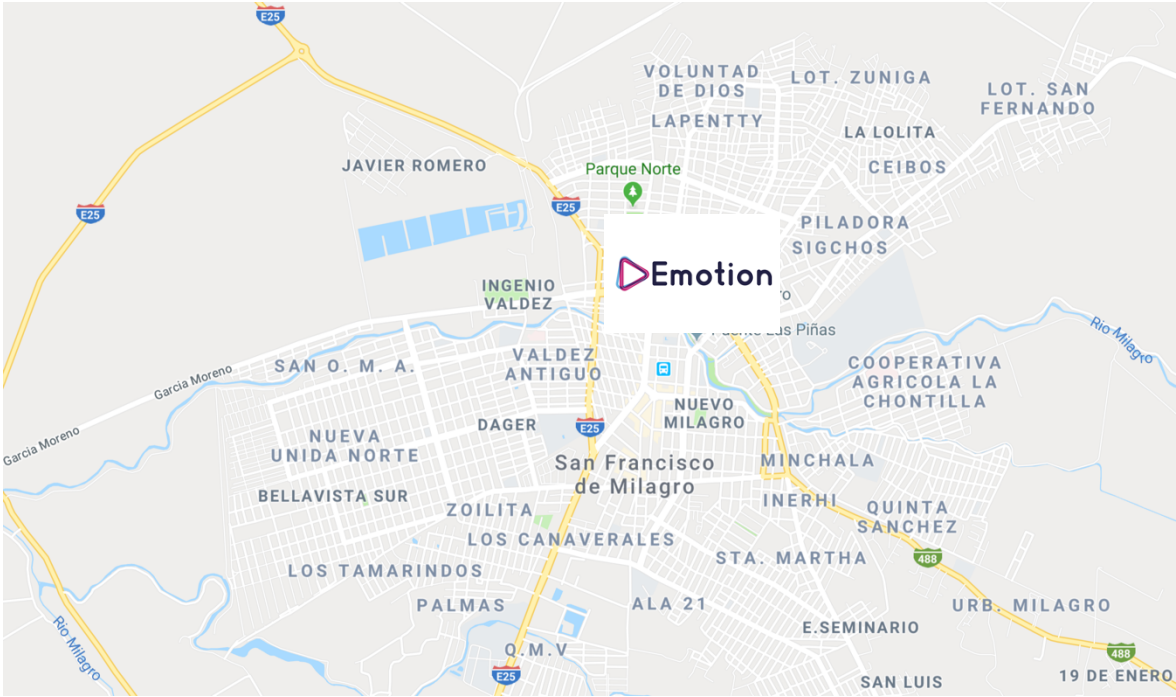 E25
VOLUNTAD
DE DIOS
LOT. ZUNIGA
LOT. SAN
FERNANDO
LAPENTTY
LA LOLITA
JAVIER ROMERO
Parque Norte
CEIBOS
E25
E25
PILADORA
SIGCHOS
Emotion
INGENIO
VALDEZ
Las Piñas
Rio Milagro
SAN O. M. A.
VALDEZ
ANTIGUO
COOPERATIVA
AGRICOLA LA
CHONTILLA
Garcia Moreno
Garcia Moreno
NUEVO
MILAGRO
DAGER
E25
NUEVA
UNIDA NORTE
San Francisco
de Milagro
MINCHALA
BELLAVISTA SUR
INERHI
ZOILITA
QUINTA
SANCHEZ
LOS CANAVERALES
STA. MARTHA
488
LOS TAMARINDOS
PALMAS
ALA 21
URB. MILAGRO
E.SEMINARIO
Rio Milagro
Q.M.V
488
E25
SAN LUIS
19 DE ENERO